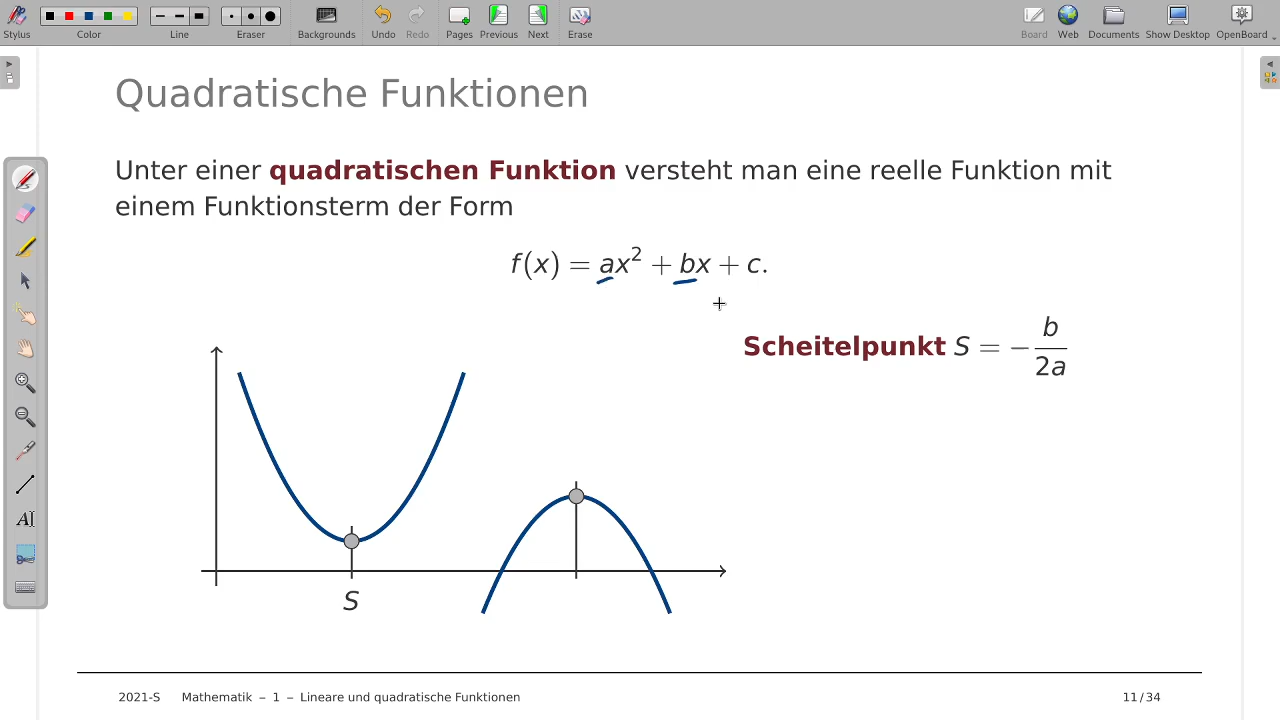 Stylus Color Line Eraser Backgrounds Undo Redo Pages Previous Next Erase Board Web Documents Show Desktop OpenBoard
Quadratische Funktionen
Unter einer quadratischen Funktion versteht man eine reelle Funktion mit
einem Funktionsterm der Form
f(x) = ax² + bx + c.
Scheitelpunkt S = −b/2a
S
2021-S Mathematik – 1 – Lineare und quadratische Funktionen 11/34